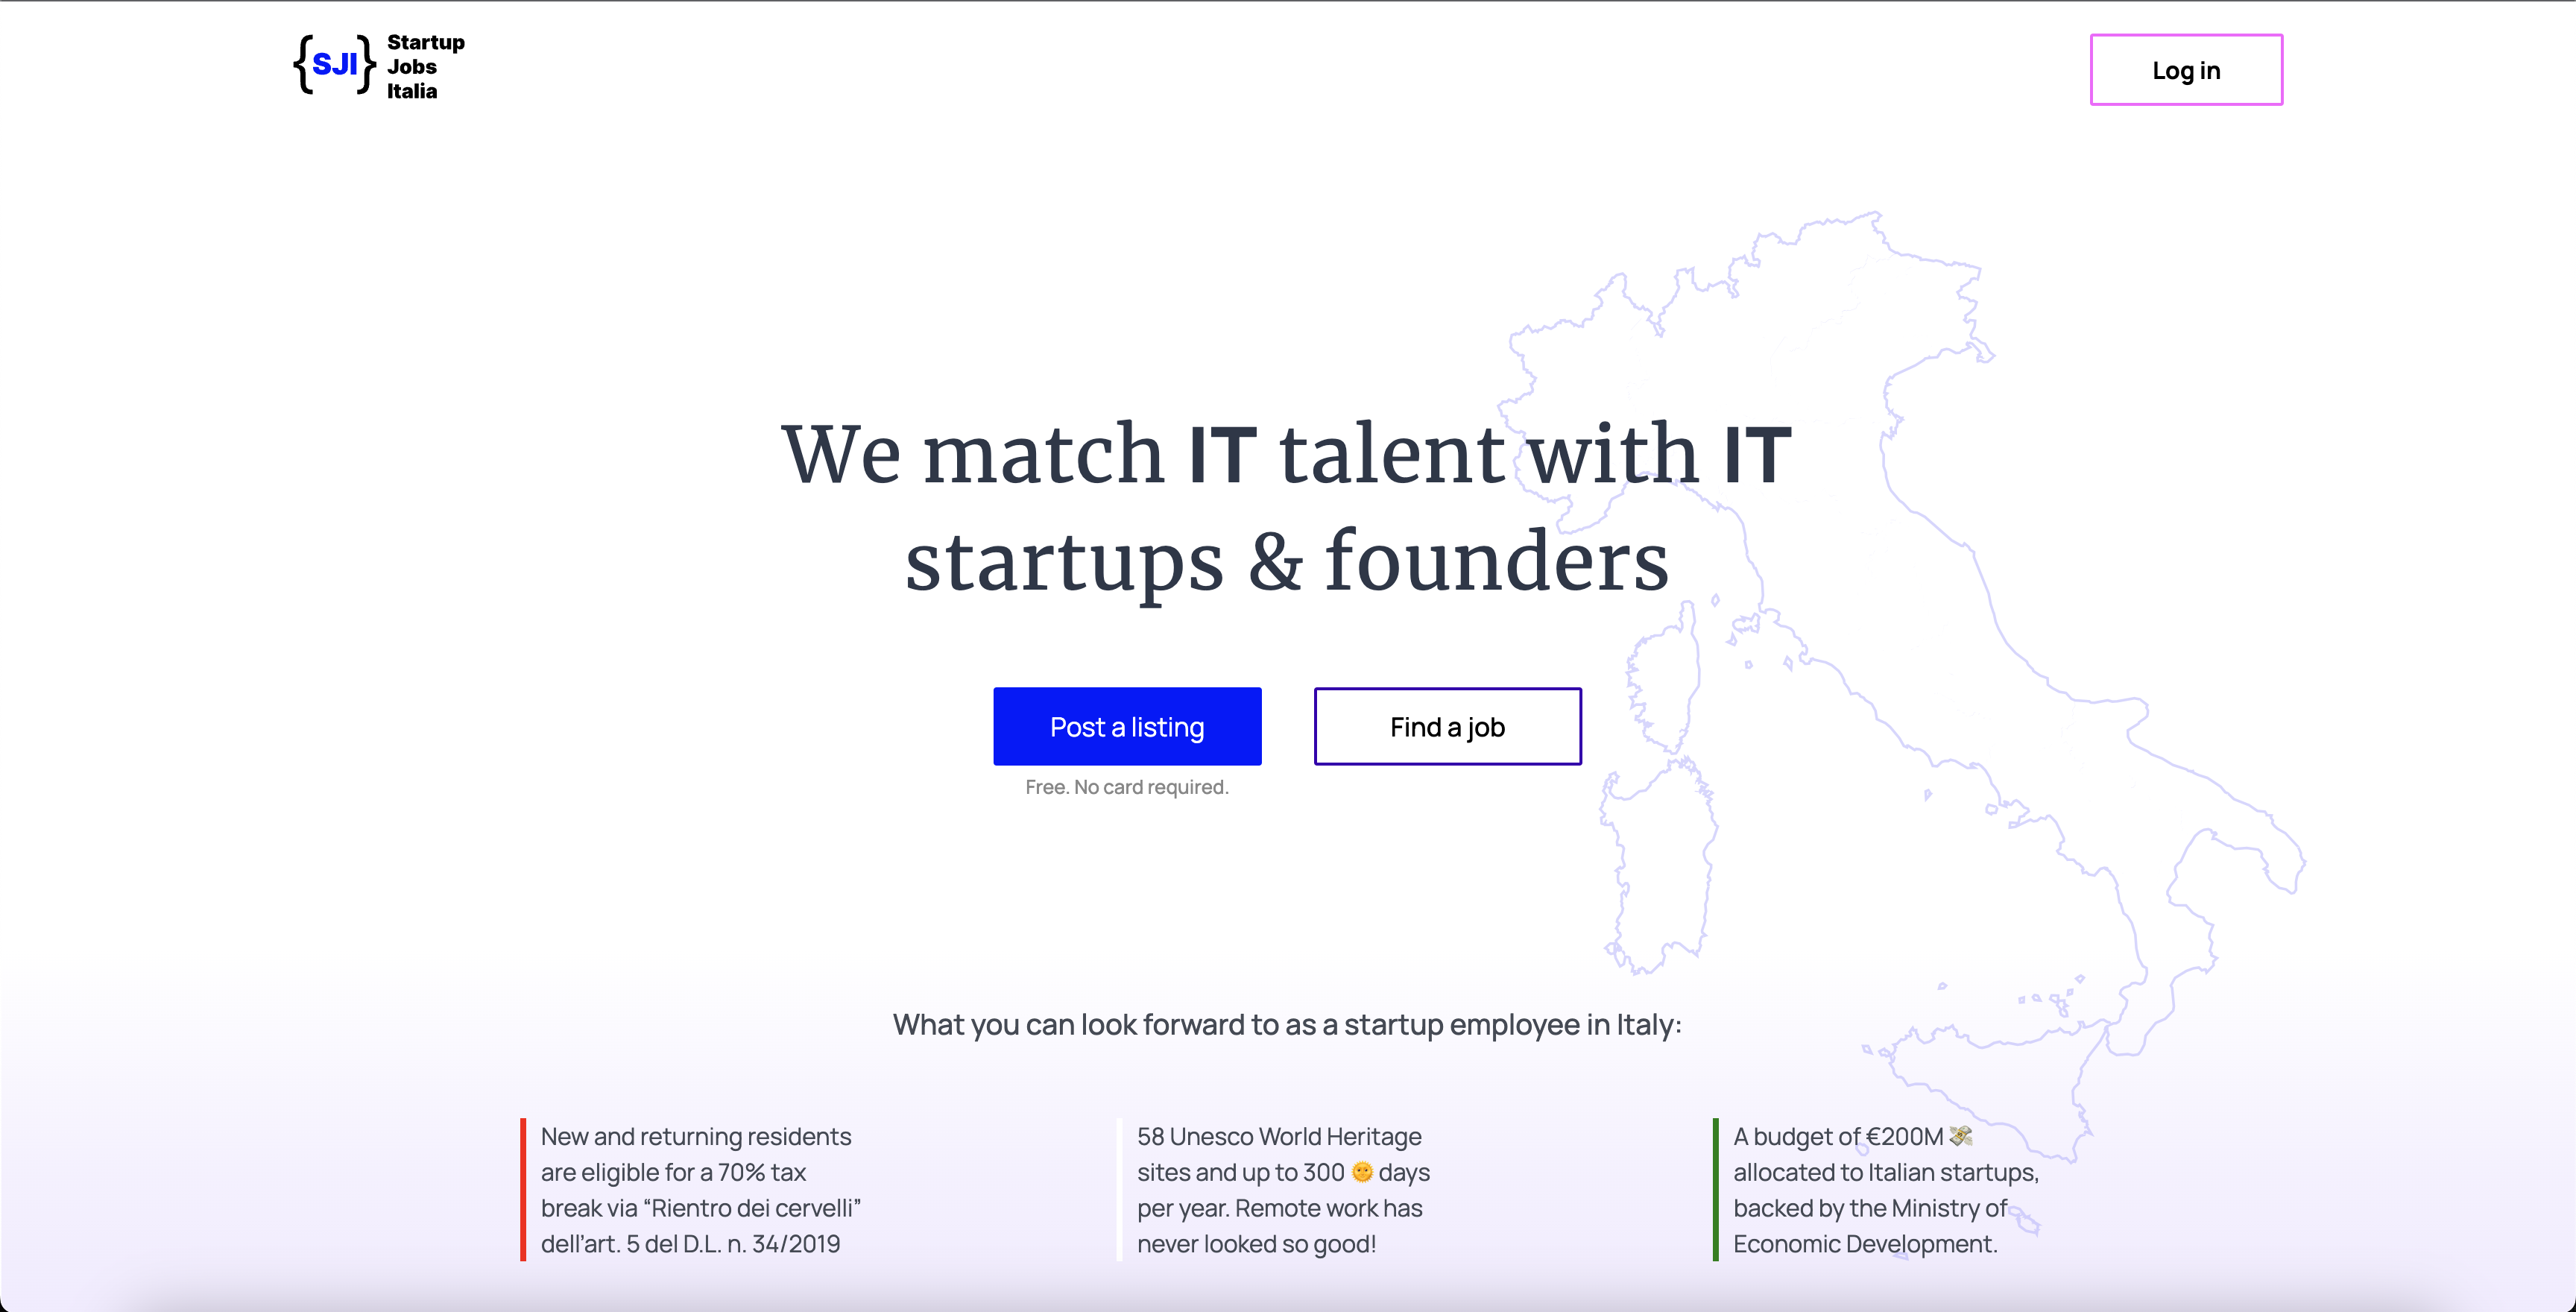 {SJI}
Startup
Jobs
Italia
Log in
We match IT talent with IT
startups & founders
Post a listing
Find a job
Free. No card required.
What you can look forward to as a startup employee in Italy:
New and returning residents
are eligible for a 70% tax
break via “Rientro dei cervelli”
dell’art. 5 del D.L. n. 34/2019
58 Unesco World Heritage
sites and up to 300 🌞 days
per year. Remote work has
never looked so good!
A budget of €200M 💸
allocated to Italian startups,
backed by the Ministry of
Economic Development.